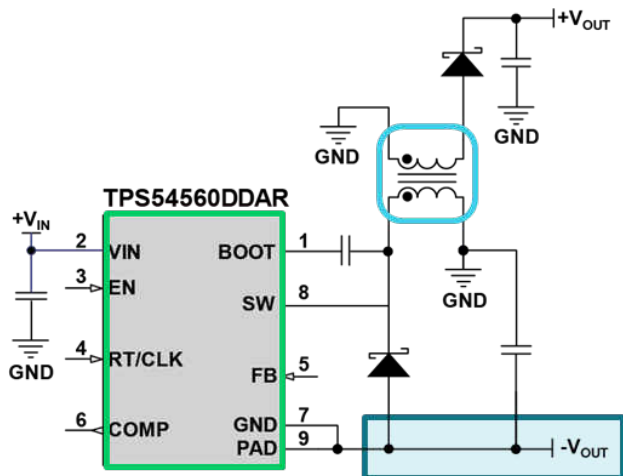 +VOUT
GND
GND
TPS54560DDAR
+VIN
2 VIN BOOT 1
3 EN
SW 8
GND
GND
4 RT/CLK
FB 5
6 COMP
GND 7
PAD 9
-VOUT